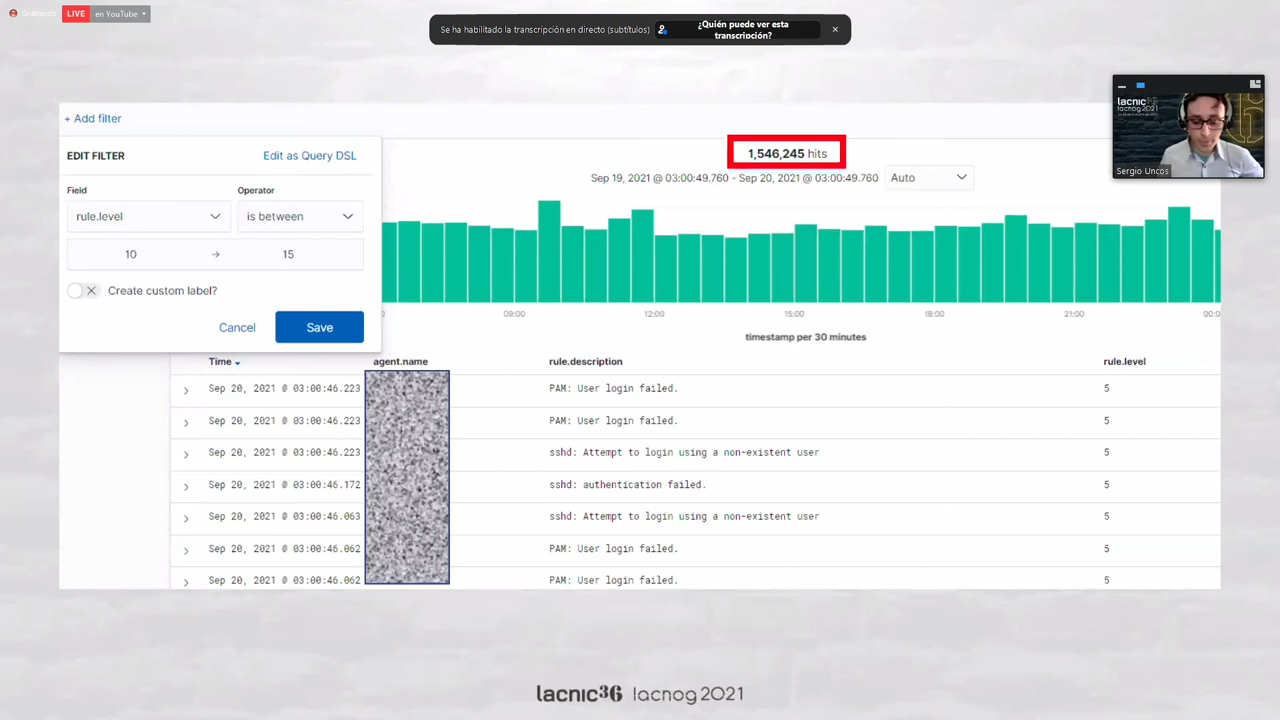 Grabando
LIVE en YouTube
Se ha habilitado la transcripción en directo (subtítulos)
¿Quién puede ver esta
transcripción?
lacnic36
lacnog 2021
Sergio Uncos
+ Add filter
EDIT FILTER Edit as Query DSL
Field Operator
rule.level is between
10 → 15
Create custom label?
Cancel Save
1,546,245 hits
Sep 19, 2021 @ 03:00:49.760 - Sep 20, 2021 @ 03:00:49.760 Auto
09:00 12:00 15:00 18:00 21:00 00:0
timestamp per 30 minutes
Time agent.name rule.description rule.level
Sep 20, 2021 @ 03:00:46.223 PAM: User login failed. 5
Sep 20, 2021 @ 03:00:46.223 PAM: User login failed. 5
Sep 20, 2021 @ 03:00:46.223 sshd: Attempt to login using a non-existent user 5
Sep 20, 2021 @ 03:00:46.172 sshd: authentication failed. 5
Sep 20, 2021 @ 03:00:46.063 sshd: Attempt to login using a non-existent user 5
Sep 20, 2021 @ 03:00:46.062 PAM: User login failed. 5
Sep 20, 2021 @ 03:00:46.062 PAM: User login failed. 5
lacnic36 lacnog 2021